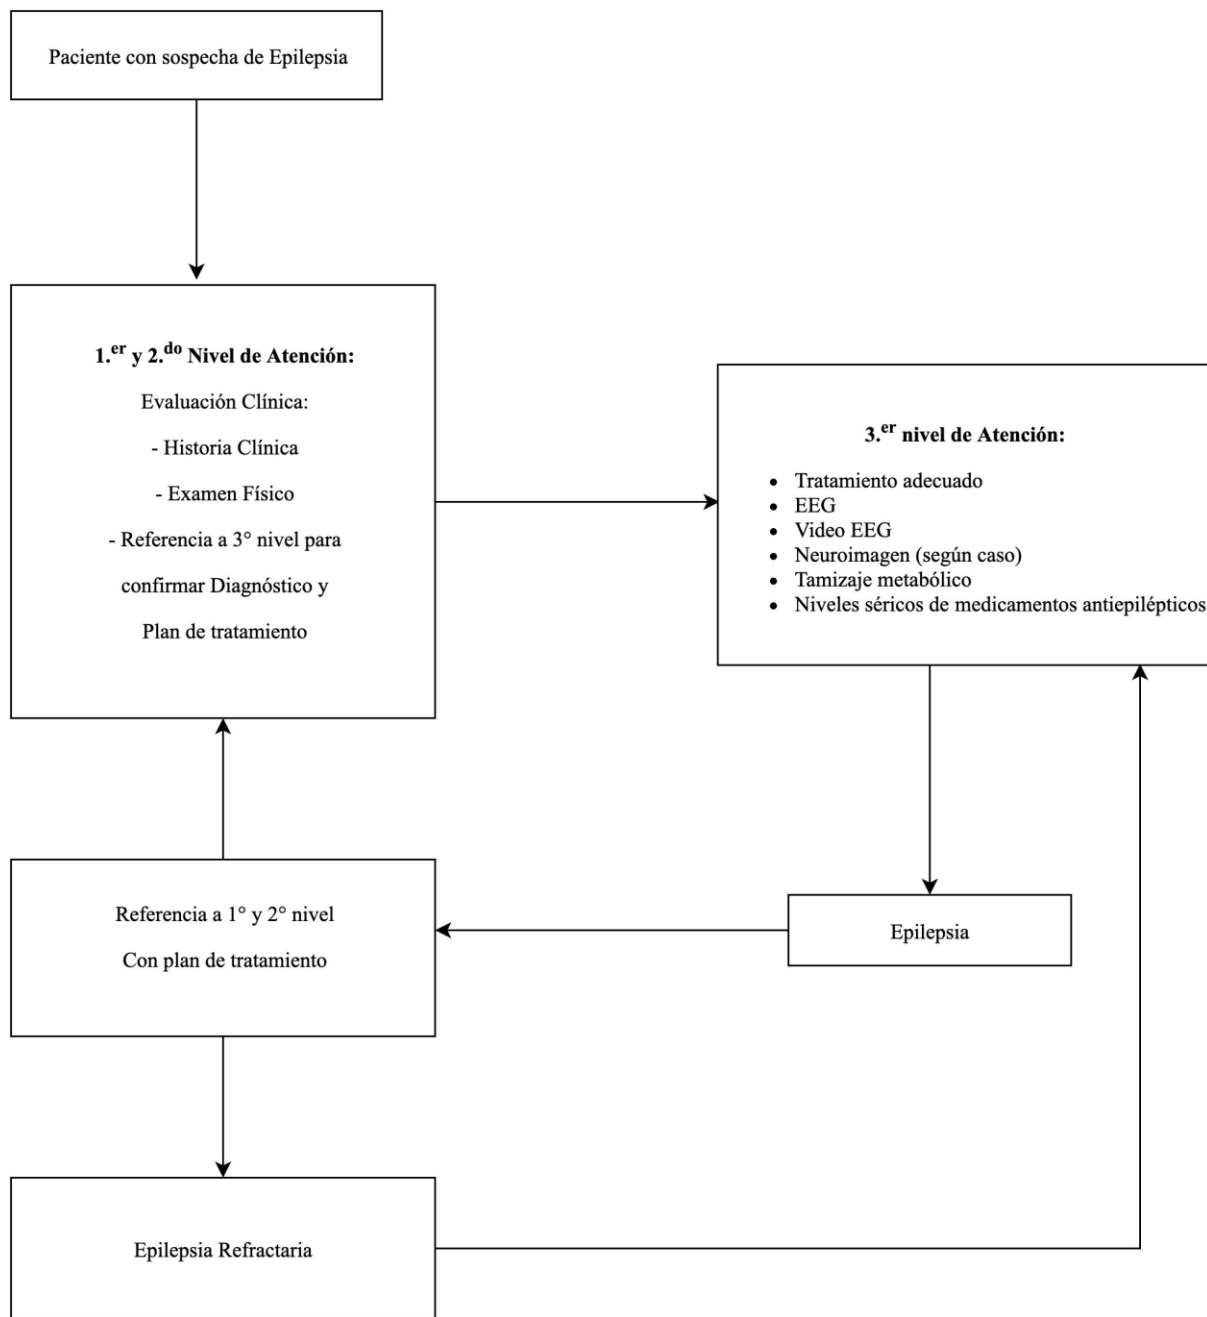 Paciente con sospecha de Epilepsia
1.er y 2.do Nivel de Atención:
Evaluación Clínica:
- Historia Clínica
- Examen Físico
- Referencia a 3° nivel para
confirmar Diagnóstico y
Plan de tratamiento
3.er nivel de Atención:
• Tratamiento adecuado
• EEG
• Video EEG
• Neuroimagen (según caso)
• Tamizaje metabólico
• Niveles séricos de medicamentos antiepilépticos
Referencia a 1° y 2° nivel
Con plan de tratamiento
Epilepsia
Epilepsia Refractaria